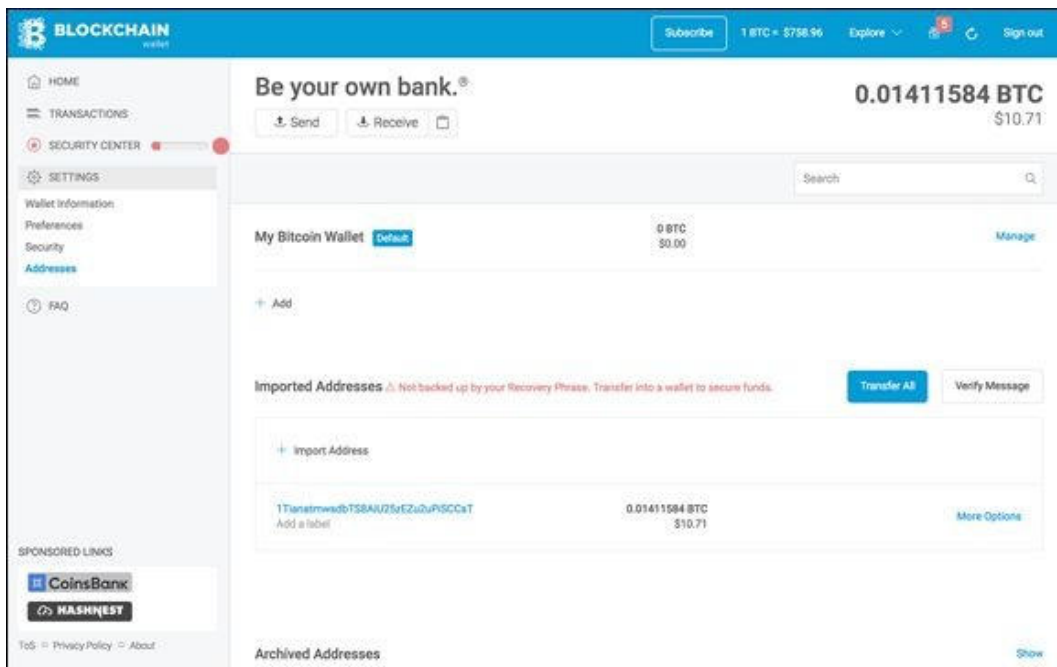 BLOCKCHAIN
wallet
Subscribe
1 BTC = $758.96
Explore
5
Sign out
HOME
TRANSACTIONS
SECURITY CENTER
SETTINGS
Wallet Information
Preferences
Security
Addresses
FAQ
Be your own bank.®
Send
Receive
0.01411584 BTC
$10.71
Search
My Bitcoin Wallet Default
0 BTC
$0.00
Manage
+ Add
Imported Addresses
Not backed up by your Recovery Phrase. Transfer into a wallet to secure funds.
Transfer All
Verify Message
+ Import Address
Add a label
0.01411584 BTC
$10.71
More Options
SPONSORED LINKS
CoinsBank
HASHNEST
ToS
Privacy Policy
About
Archived Addresses
Show